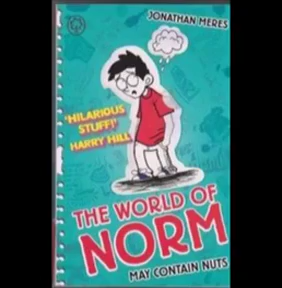 JONATHAN MERES
'HILARIOUS
STUFF!'
HARRY HILL
THE WORLD OF
NORM
MAY CONTAIN NUTS